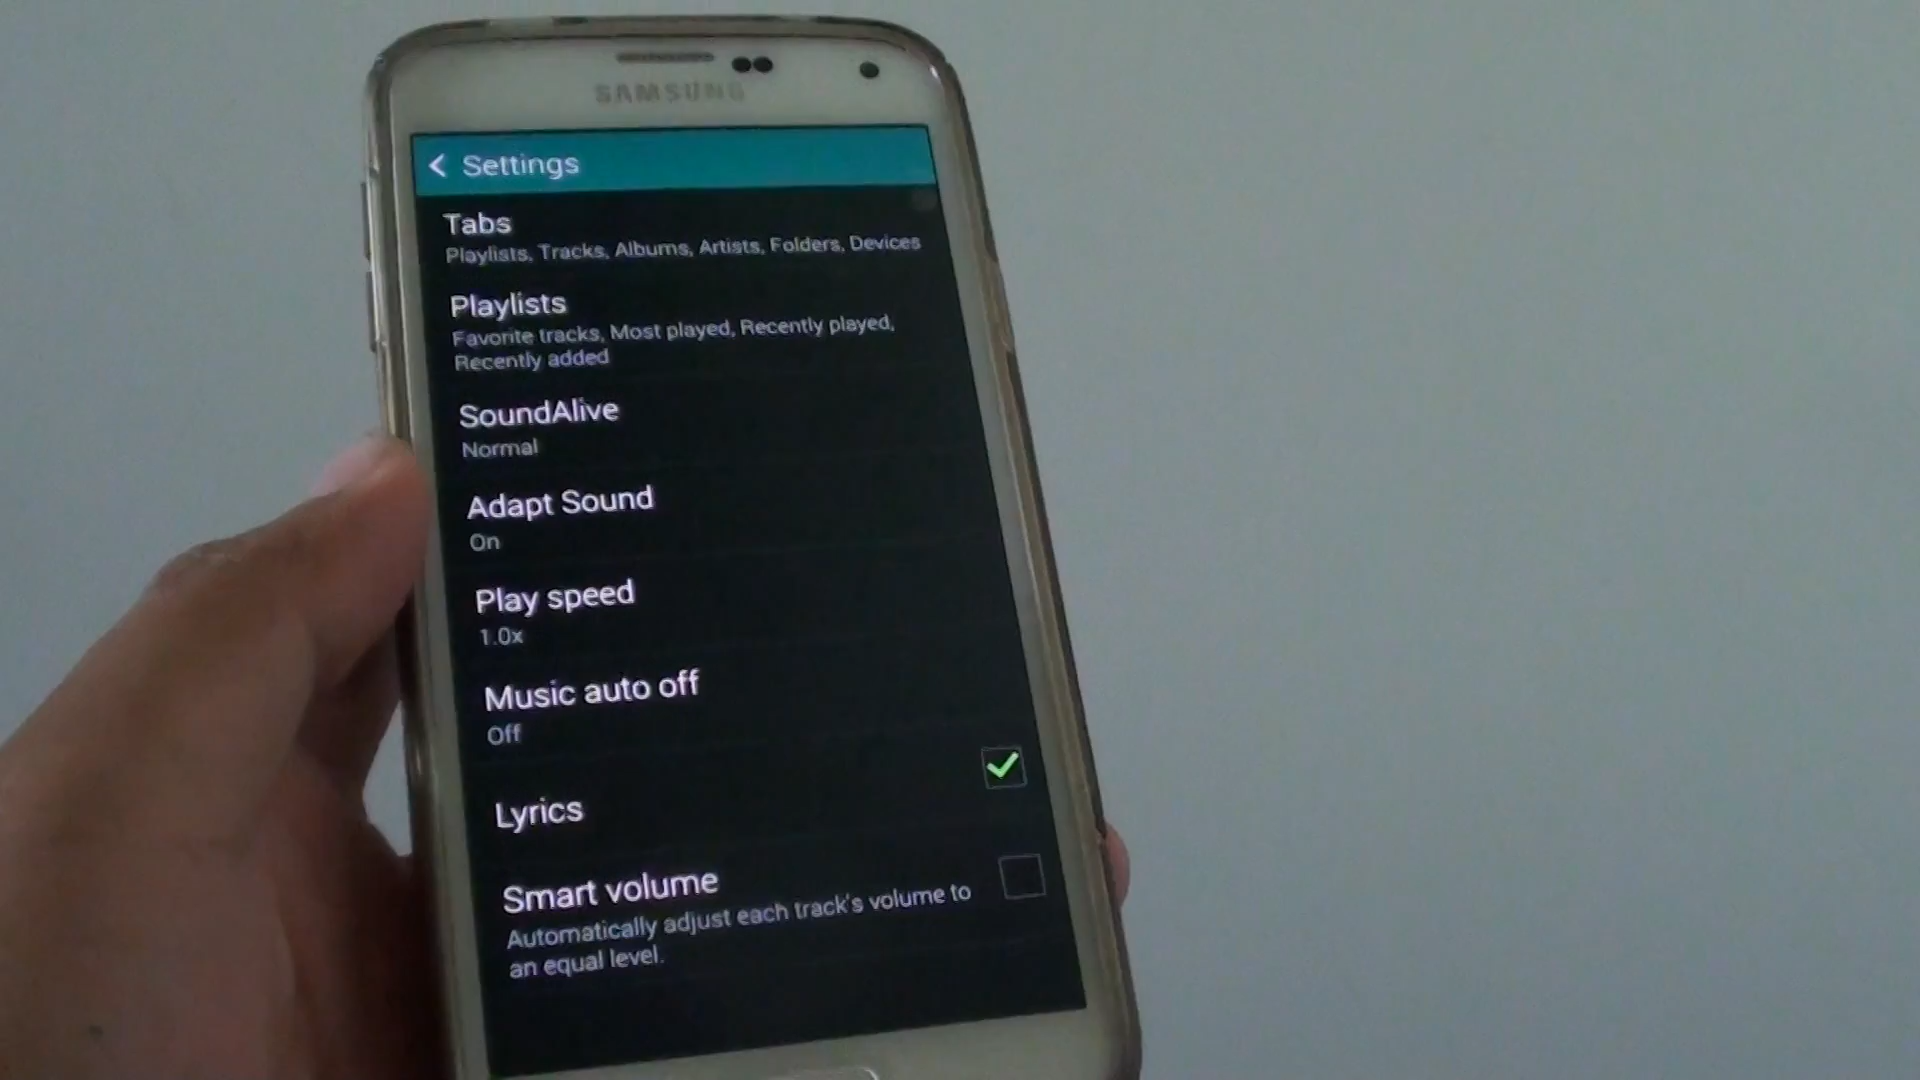 SAMSUNG
Settings
Tabs
Playlists, Tracks, Albums, Artists, Folders, Devices
Playlists
Favorite tracks, Most played, Recently played,
Recently added
SoundAlive
Normal
Adapt Sound
On
Play speed
1.0x
Music auto off
Off
Lyrics
Smart volume
Automatically adjust each track's volume to
an equal level.